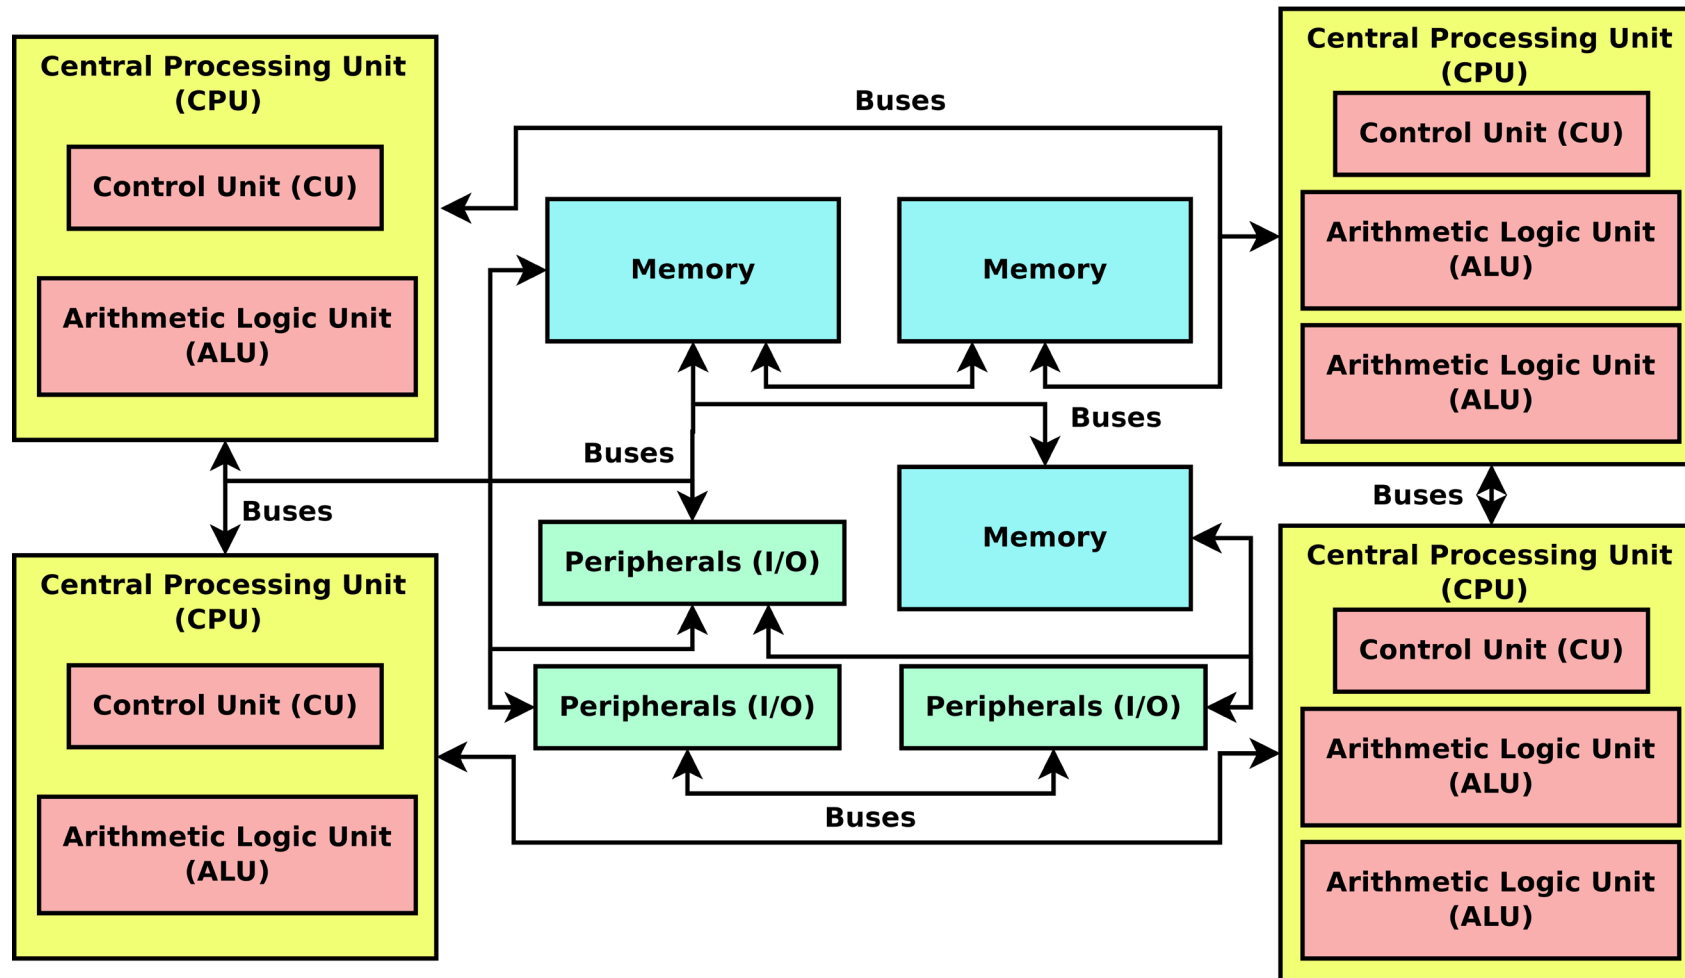 Central Processing Unit
(CPU)
Control Unit (CU)
Arithmetic Logic Unit
(ALU)
Buses
Memory
Memory
Central Processing Unit
(CPU)
Control Unit (CU)
Arithmetic Logic Unit
(ALU)
Arithmetic Logic Unit
(ALU)
Buses
Buses
Buses
Buses
Memory
Peripherals (I/O)
Peripherals (I/O)
Peripherals (I/O)
Buses
Central Processing Unit
(CPU)
Control Unit (CU)
Arithmetic Logic Unit
(ALU)
Central Processing Unit
(CPU)
Control Unit (CU)
Arithmetic Logic Unit
(ALU)
Arithmetic Logic Unit
(ALU)